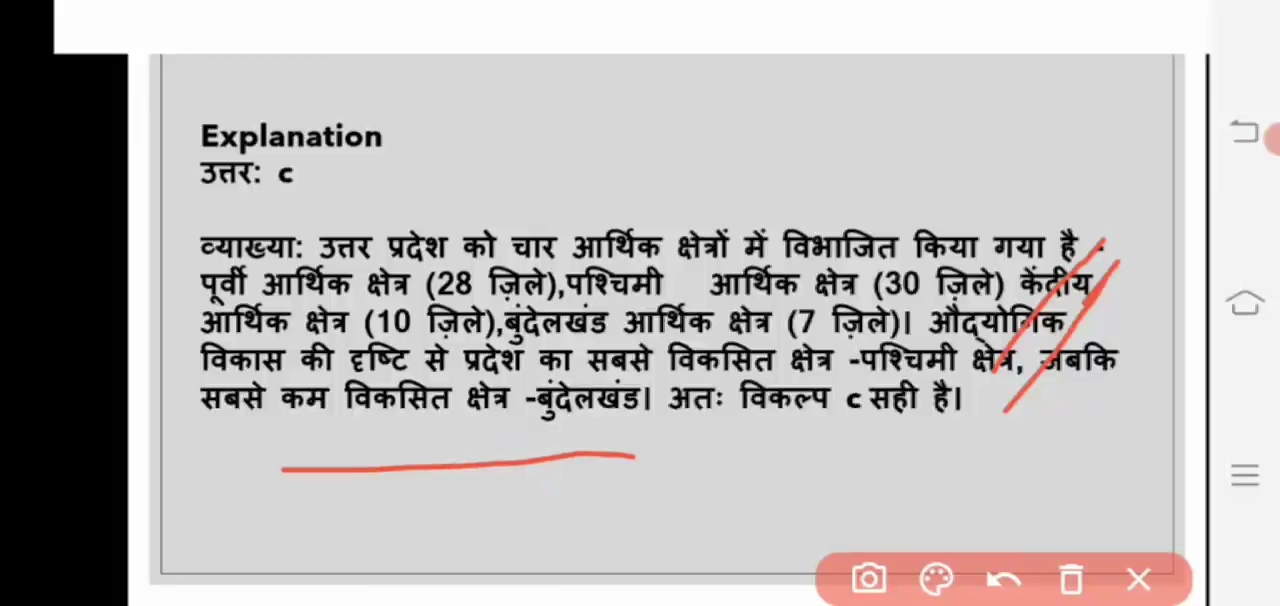 Explanation
उत्तर: c
व्याख्या: उत्तर प्रदेश को चार आर्थिक क्षेत्रों में विभाजित किया गया है -
पूर्वी आर्थिक क्षेत्र (28 ज़िले),पश्चिमी आर्थिक क्षेत्र (30 ज़िले) केंदीय
आर्थिक क्षेत्र (10 ज़िले),बुंदेलखंड आर्थिक क्षेत्र (7 ज़िले)। औद्योगिक
विकास की दृष्टि से प्रदेश का सबसे विकसित क्षेत्र -पश्चिमी क्षेत्र, जबकि
सबसे कम विकसित क्षेत्र -बुंदेलखंड। अतः विकल्प c सही है।